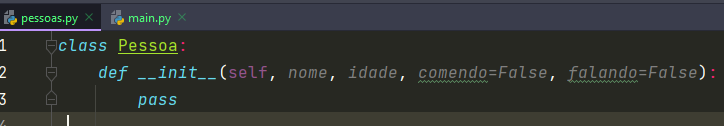 pessoas.py × main.py ×
1 class Pessoa:
2 def __init__(self, nome, idade, comendo=False, falando=False):
3 pass
4